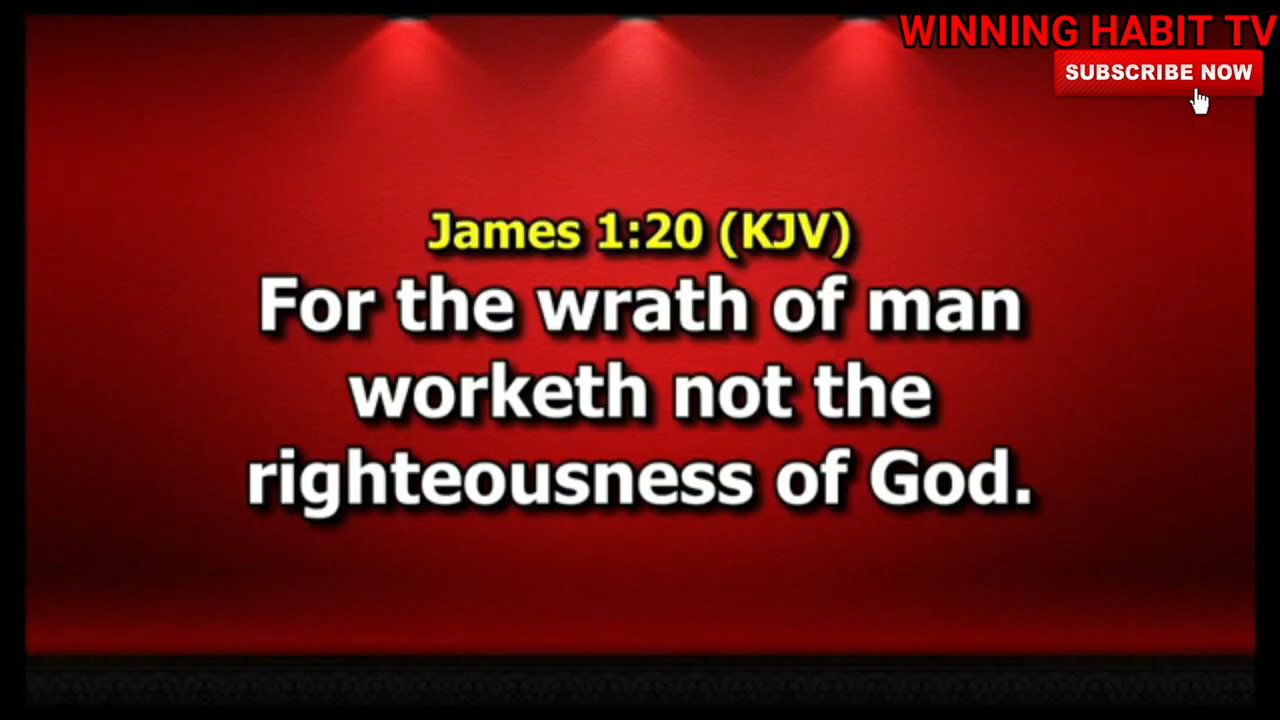 WINNING HABIT TV
SUBSCRIBE NOW
James 1:20 (KJV)
For the wrath of man
worketh not the
righteousness of God.